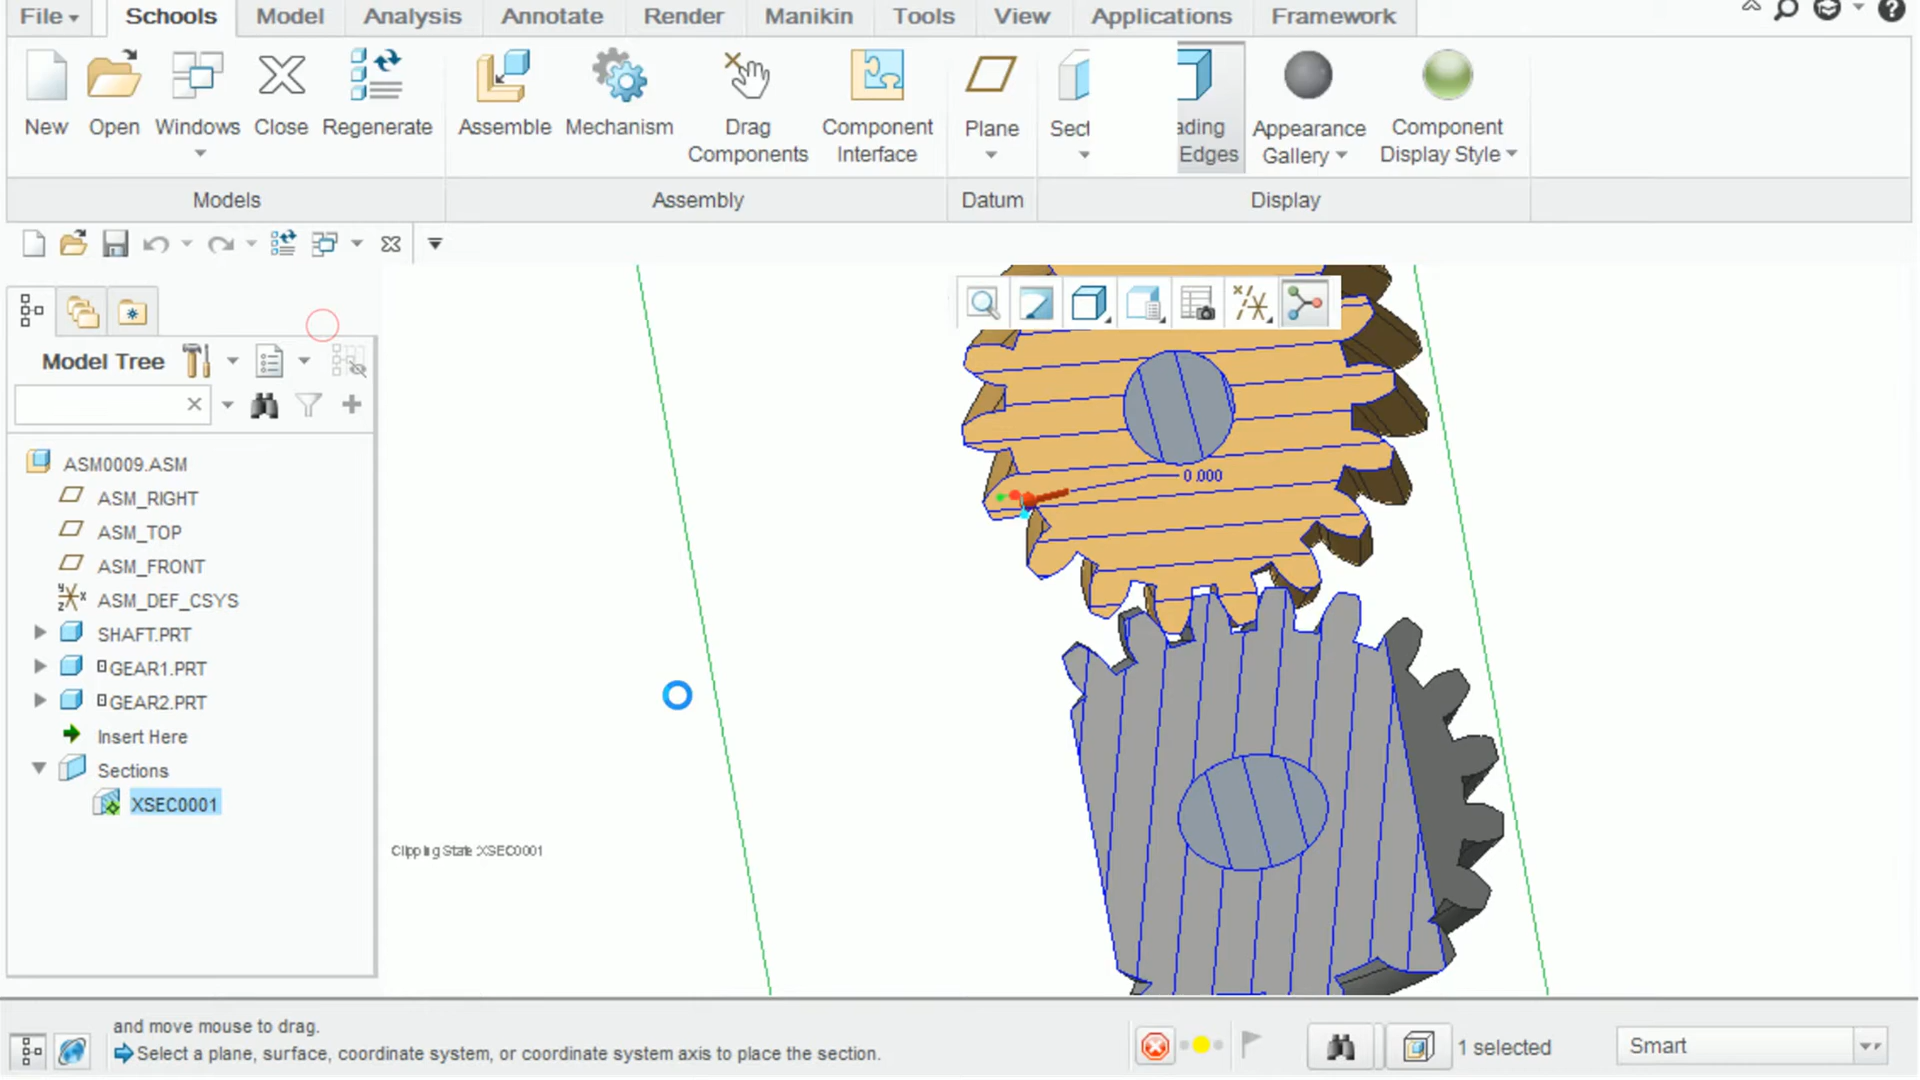 File
Schools
Model
Analysis
Annotate
Render
Manikin
Tools
View
Applications
Framework
New
Open
Windows
Close
Regenerate
Assemble
Mechanism
Drag
Components
Component
Interface
Plane
Sect
ading
Edges
Appearance
Gallery
Component
Display Style
Models
Assembly
Datum
Display
Model Tree
ASM0009.ASM
ASM_RIGHT
ASM_TOP
ASM_FRONT
ASM_DEF_CSYS
SHAFT.PRT
GEAR1.PRT
GEAR2.PRT
Insert Here
Sections
XSEC0001
0.000
Clipping State:XSEC0001
and move mouse to drag.
Select a plane, surface, coordinate system, or coordinate system axis to place the section.
1 selected
Smart